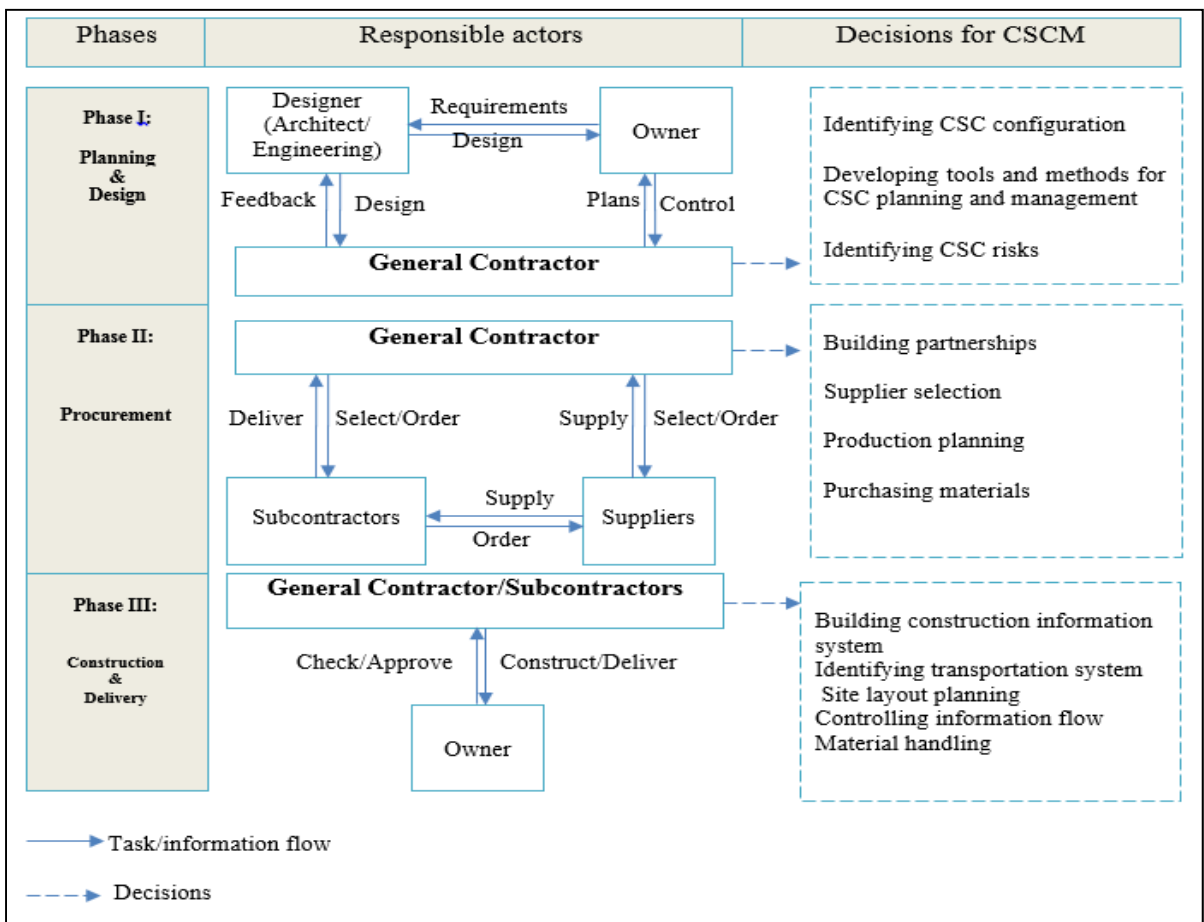 Phases
Responsible actors
Decisions for CSCM
Phase I:
Planning
&
Design
Designer
(Architect/
Engineering)
Requirements
Design
Owner
Feedback
Design
Plans
Control
General Contractor
Identifying CSC configuration
Developing tools and methods for
CSC planning and management
Identifying CSC risks
Phase II:
Procurement
General Contractor
Deliver
Select/Order
Supply
Select/Order
Subcontractors
Supply
Order
Suppliers
Building partnerships
Supplier selection
Production planning
Purchasing materials
Phase III:
Construction
&
Delivery
General Contractor/Subcontractors
Check/Approve
Construct/Deliver
Owner
Building construction information
system
Identifying transportation system
Site layout planning
Controlling information flow
Material handling
Task/information flow
Decisions